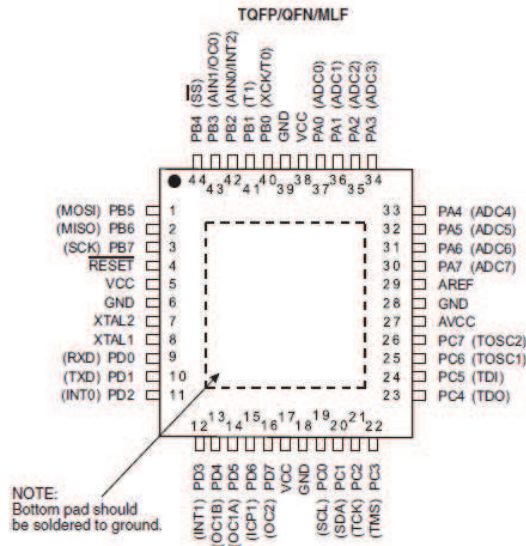 TQFP/QFN/MLF
PB4 (SS)
PB3 (AIN1/OC0)
PB2 (AIN0/INT2)
PB1 (T1)
PB0 (XCK/T0)
GND
VCC
PA0 (ADC0)
PA1 (ADC1)
PA2 (ADC2)
PA3 (ADC3)
44 43 42 41 40 39 38 37 36 35 34
(MOSI) PB5 1
(MISO) PB6 2
(SCK) PB7 3
RESET 4
VCC 5
GND 6
XTAL2 7
XTAL1 8
(RXD) PD0 9
(TXD) PD1 10
(INT0) PD2 11
33 PA4 (ADC4)
32 PA5 (ADC5)
31 PA6 (ADC6)
30 PA7 (ADC7)
29 AREF
28 GND
27 AVCC
26 PC7 (TOSC2)
25 PC6 (TOSC1)
24 PC5 (TDI)
23 PC4 (TDO)
12 13 14 15 16 17 18 19 20 21 22
(INT1) PD3
(OC1B) PD4
(OC1A) PD5
(ICP1) PD6
(OC2) PD7
VCC
GND
(SCL) PC0
(SDA) PC1
(TCK) PC2
(TMS) PC3
NOTE:
Bottom pad should
be soldered to ground.